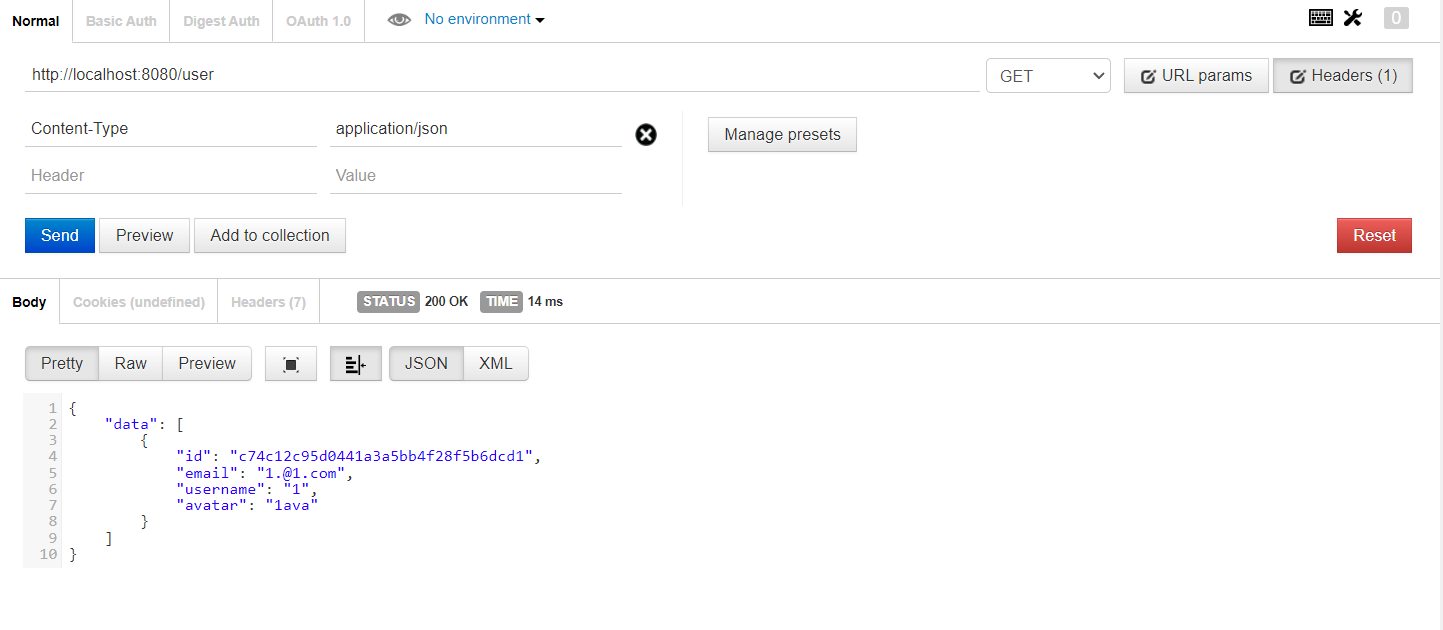 Normal Basic Auth Digest Auth OAuth 1.0 No environment 0
http://localhost:8080/user GET URL params Headers (1)
Content-Type application/json Manage presets
Header Value
Send Preview Add to collection Reset
Body Cookies (undefined) Headers (7) STATUS 200 OK TIME 14 ms
Pretty Raw Preview JSON XML
1 {
2 "data": [
3 {
4 "id": "c74c12c95d0441a3a5bb4f28f5b6dcd1",
5 "email": "1.@1.com",
6 "username": "1",
7 "avatar": "1ava"
8 }
9 ]
10 }